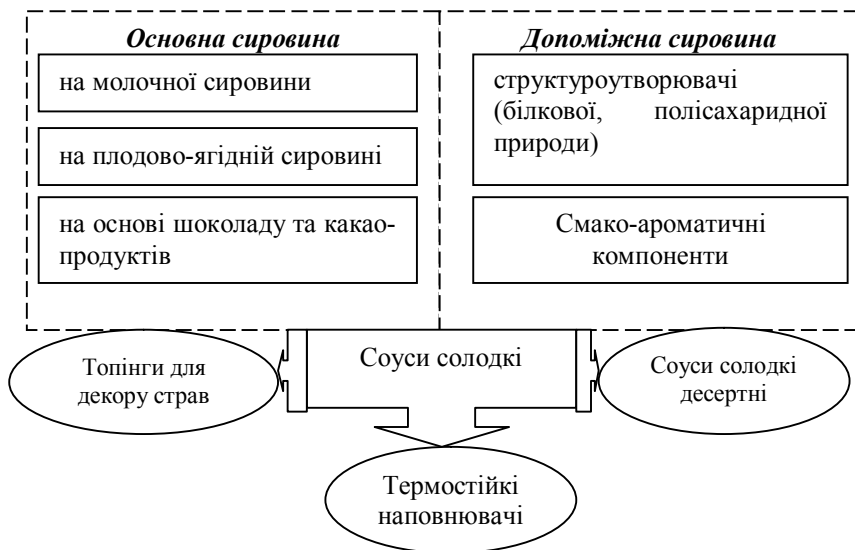 Основна сировина
на молочної сировини
на плодово-ягідній сировині
на основі шоколаду та какао-
продуктів
Допоміжна сировина
структуроутворювачі
(білкової, полісахаридної
природи)
Смако-ароматичні
компоненти
Топінги для
декору страв
Соуси солодкі
Соуси солодкі
десертні
Термостійкі
наповнювачі